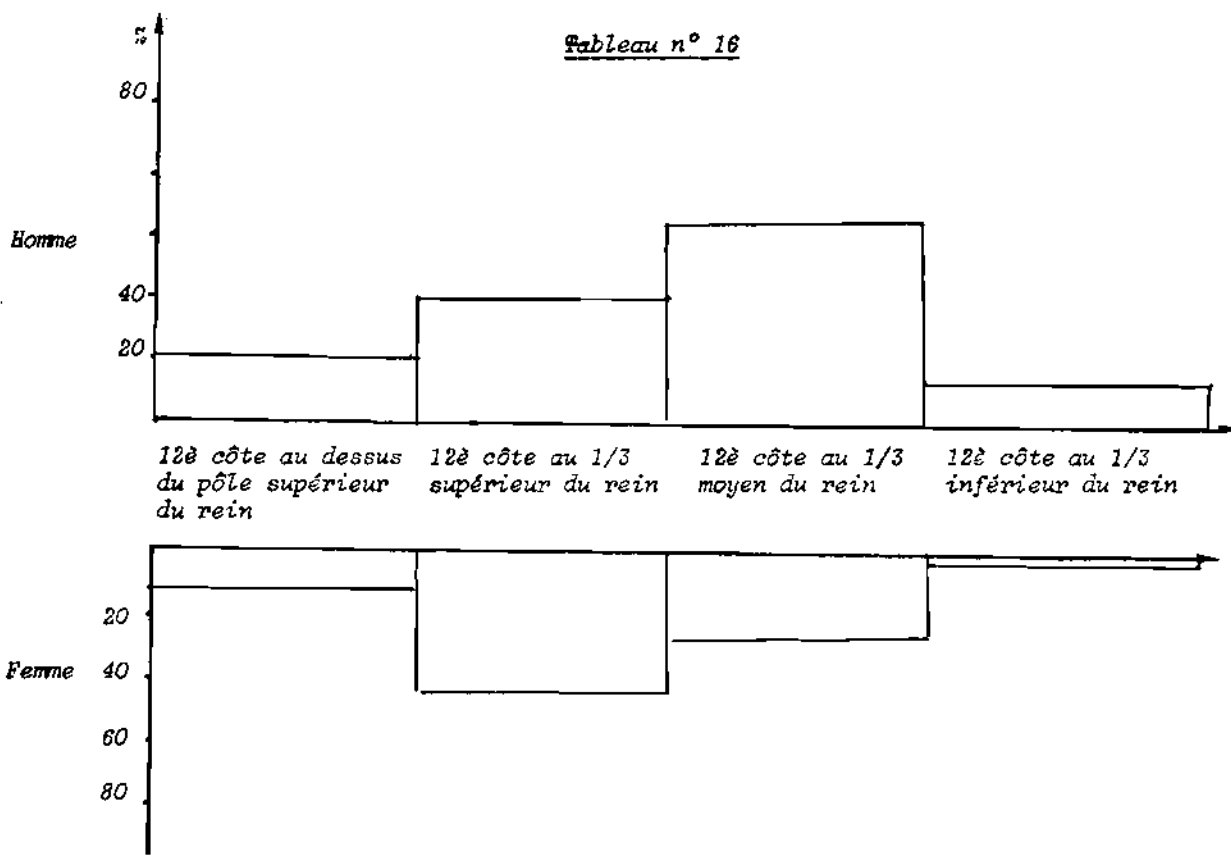 Tableau n° 16
%
80
Homme
40
20
12è côte au dessus
du pôle supérieur
du rein
12è côte au 1/3
supérieur du rein
12è côte au 1/3
moyen du rein
12è côte au 1/3
inférieur du rein
20
Femme
40
60
80